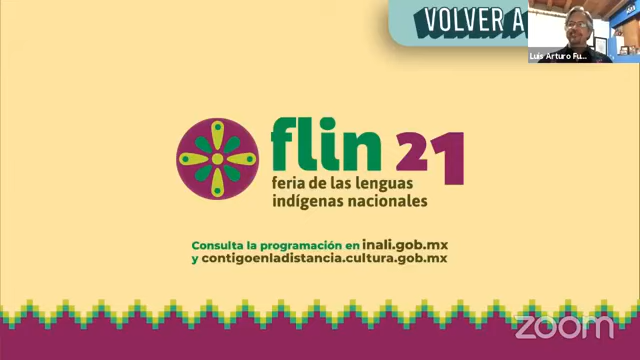 VOLVER A
Luis Arturo Fu...
flin 21
feria de las lenguas
indígenas nacionales
Consulta la programación en inali.gob.mx
y contigoenladistancia.cultura.gob.mx
zoom